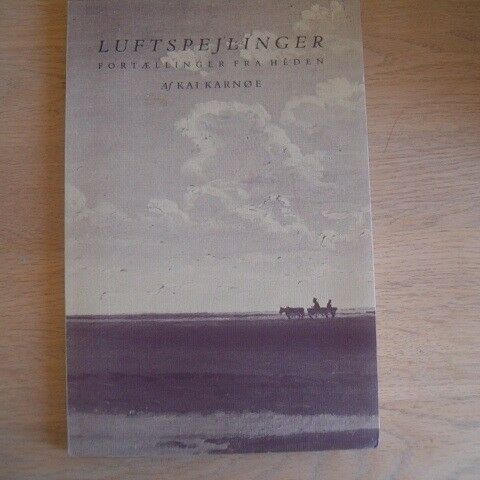 LUFTSPEJLINGER
FORTÆLLINGER FRA HEDEN
Af KAI KARNØE